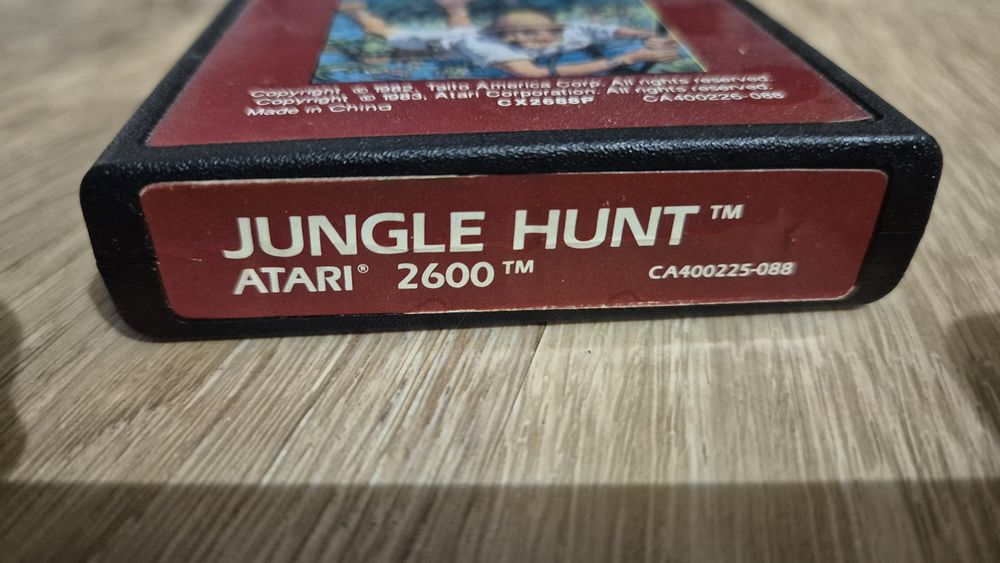 Copyright © 1982, Taito America Corp. All rights reserved.
Copyright © 1983, Atari Corporation. All rights reserved.
Made in China CX2688P CA400226-088
JUNGLE HUNT™
ATARI® 2600™ CA400225-088